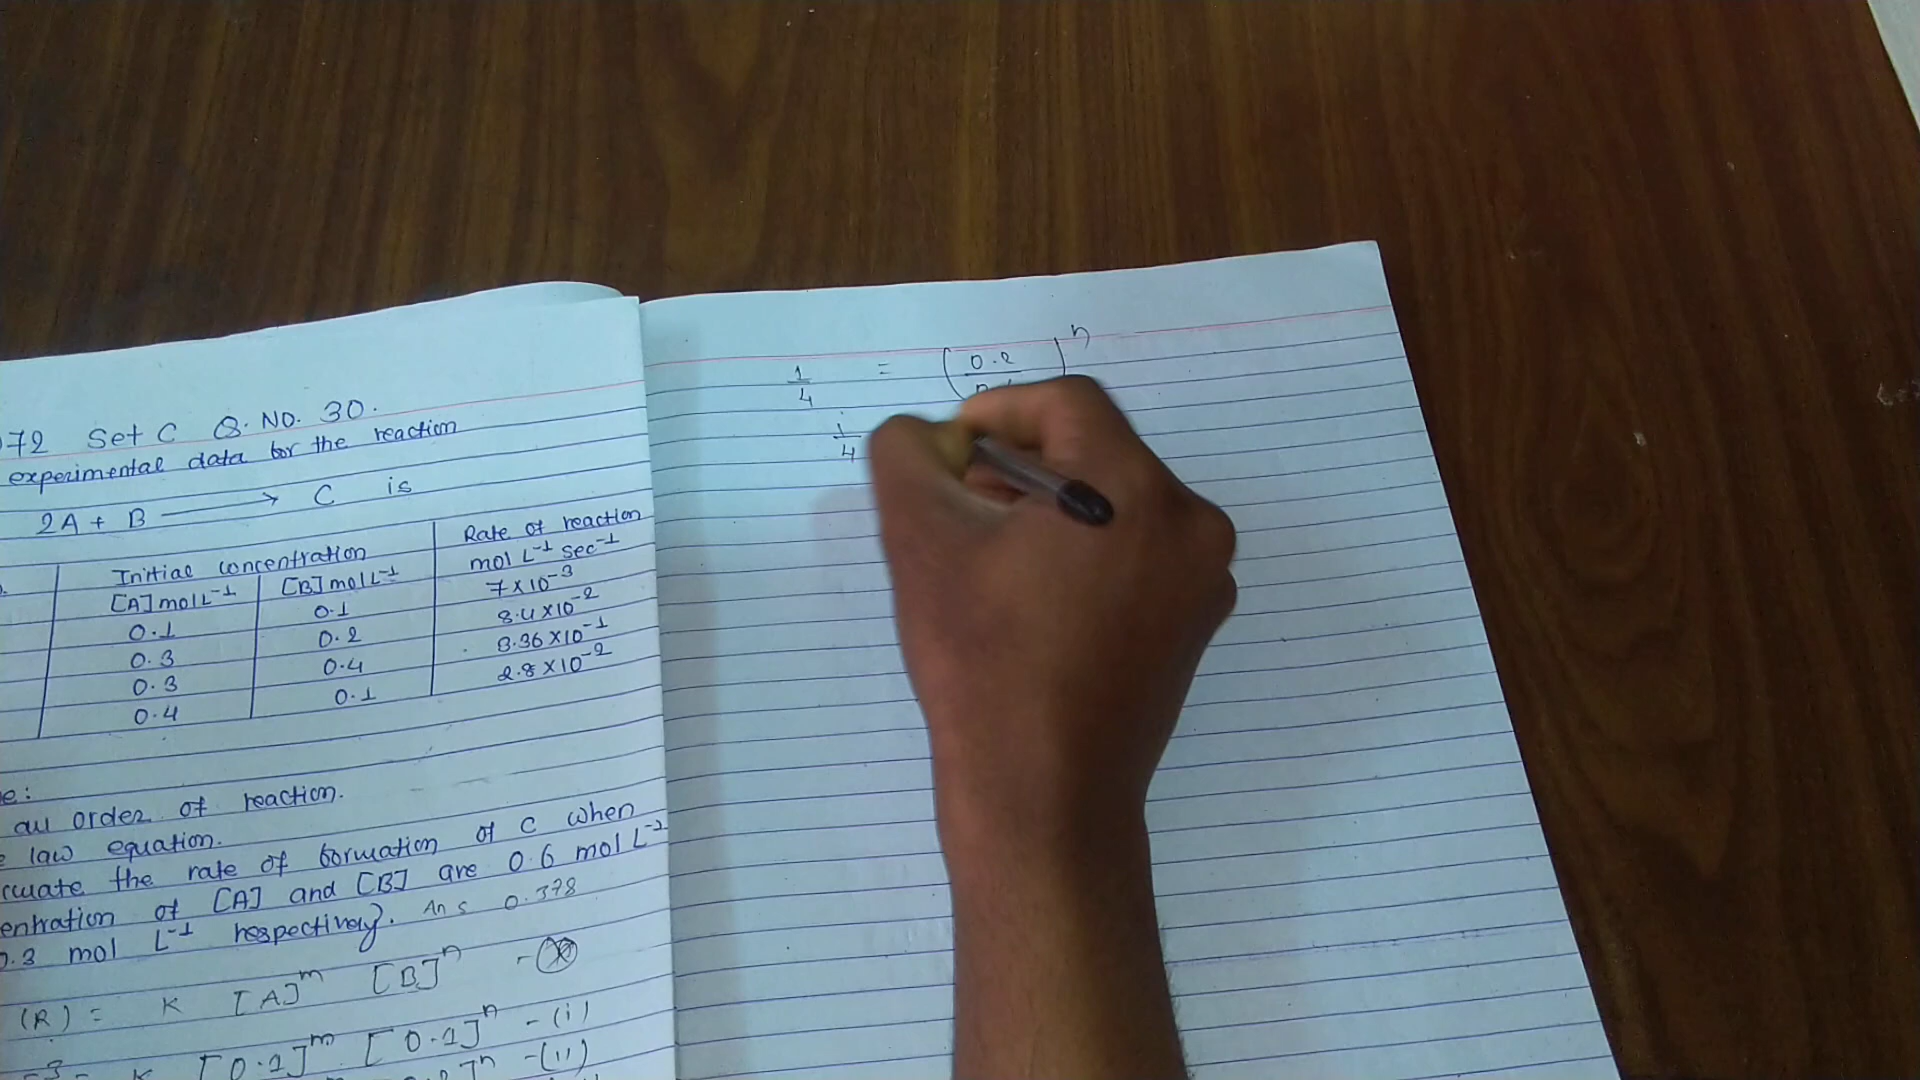 72 Set C Q. NO. 30.
experimental data for the reaction
2A + B ⟶ C is
Initial concentration
Rate of reaction
[A] mol L⁻¹ [B] mol L⁻¹ mol L⁻¹ sec⁻¹
0.1 0.1 7×10⁻³
0.3 0.2 8.4×10⁻²
0.3 0.4 3.36×10⁻¹
0.4 0.1 2.8×10⁻²
all order of reaction.
law equation.
the rate of formation of C when
of [A] and [B] are 0.6 mol L⁻¹
0.3 mol L⁻¹ respectively. Ans 0.378
(R) = K [A]ᵐ [B]ⁿ
K [0.1]ᵐ [0.1]ⁿ - (i)
]ⁿ - (ii)
1/4 = (0.2/
)ⁿ
1/4